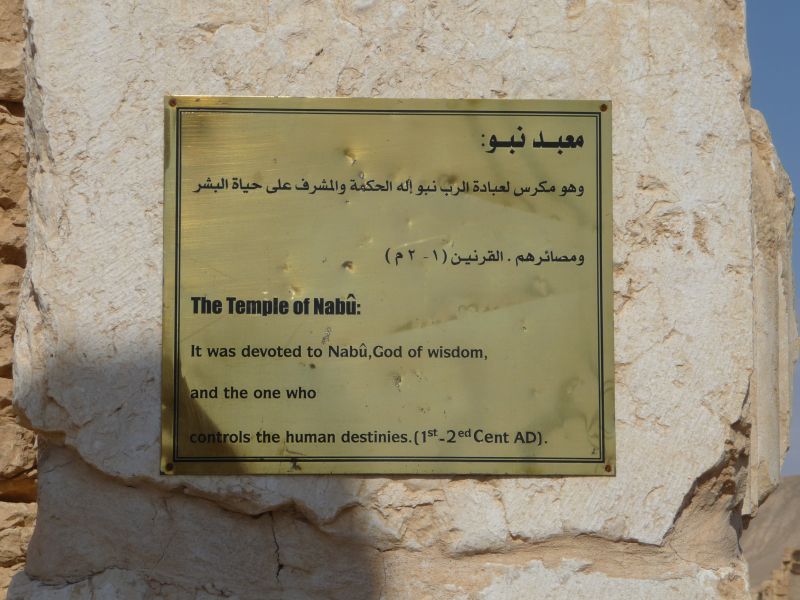 معبد نبو:
وهو مكرس لعبادة الرب نبو إله الحكمة والمشرف على حياة البشر
ومصائرهم . القرنين (١ - ٢ م )
The Temple of Nabû:
It was devoted to Nabû,God of wisdom,
and the one who
controls the human destinies.(1st-2ed Cent AD).